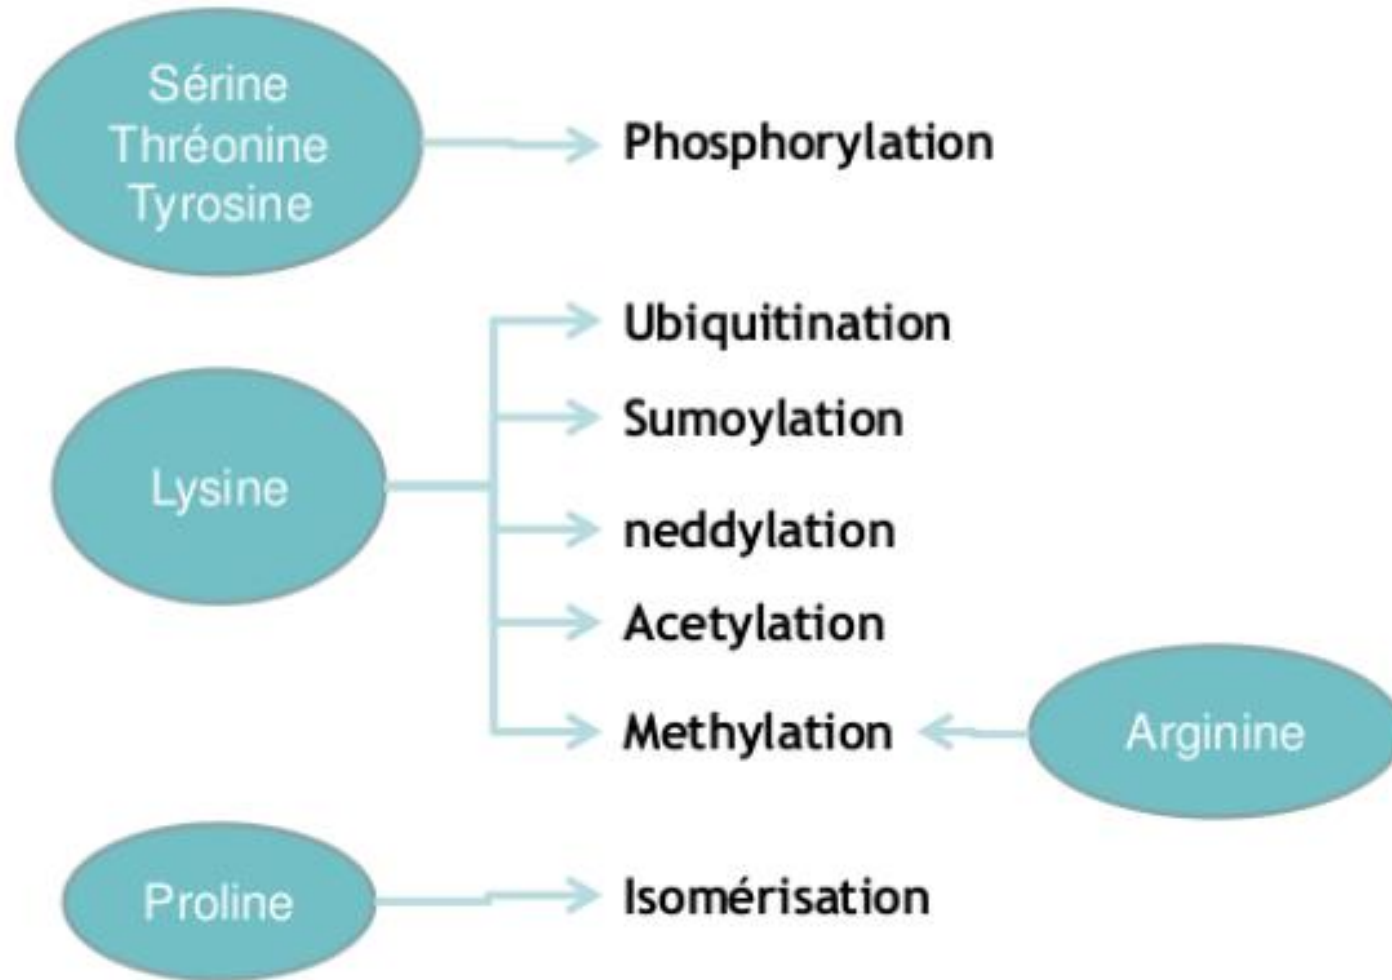 Sérine
Thréonine
Tyrosine
Phosphorylation
Ubiquitination
Sumoylation
Lysine
neddylation
Acetylation
Methylation
Arginine
Proline
Isomérisation